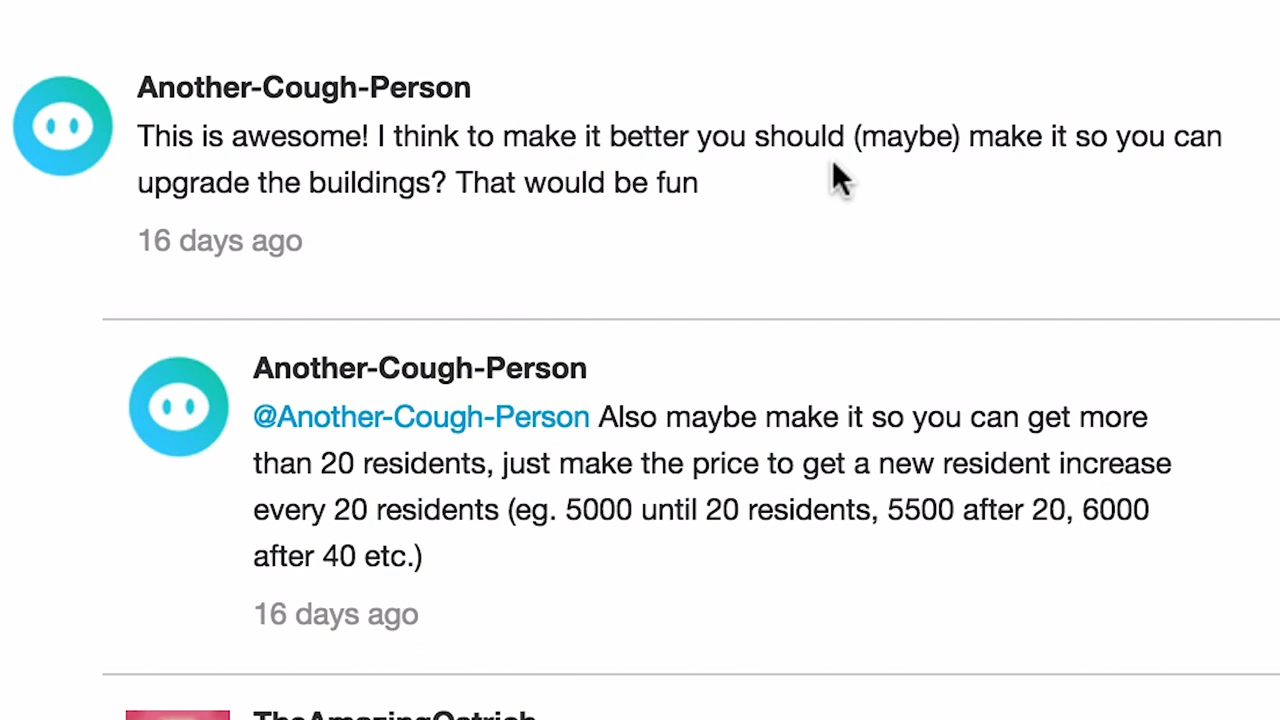 Another-Cough-Person
This is awesome! I think to make it better you should (maybe) make it so you can
upgrade the buildings? That would be fun
16 days ago
Another-Cough-Person
@Another-Cough-Person Also maybe make it so you can get more
than 20 residents, just make the price to get a new resident increase
every 20 residents (eg. 5000 until 20 residents, 5500 after 20, 6000
after 40 etc.)
16 days ago
TheAmazingOstrich